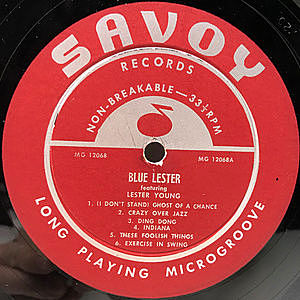 SAVOY
RECORDS
NON-BREAKABLE—33⅓RPM
MG 12068
MG 12068A
BLUE LESTER
featuring
LESTER YOUNG
1. (I DON'T STAND) GHOST OF A CHANCE
2. CRAZY OVER JAZZ
3. DING DONG
4. INDIANA
5. THESE FOOLISH THINGS
6. EXERCISE IN SWING
LONG PLAYING MICROGROOVE